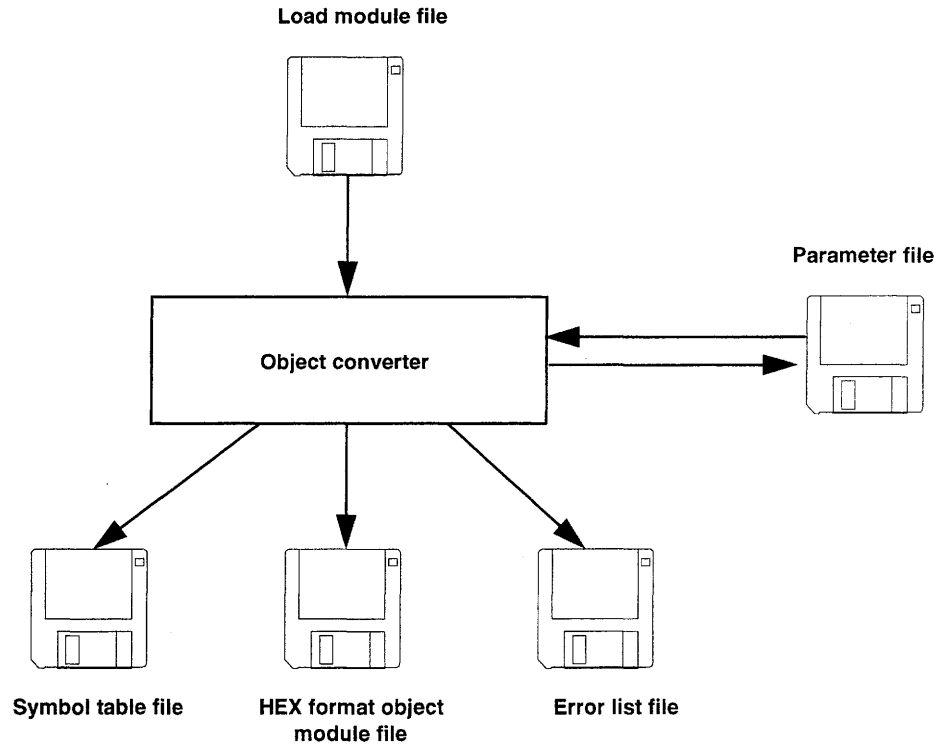 Load module file
Parameter file
Object converter
Symbol table file
HEX format object
module file
Error list file